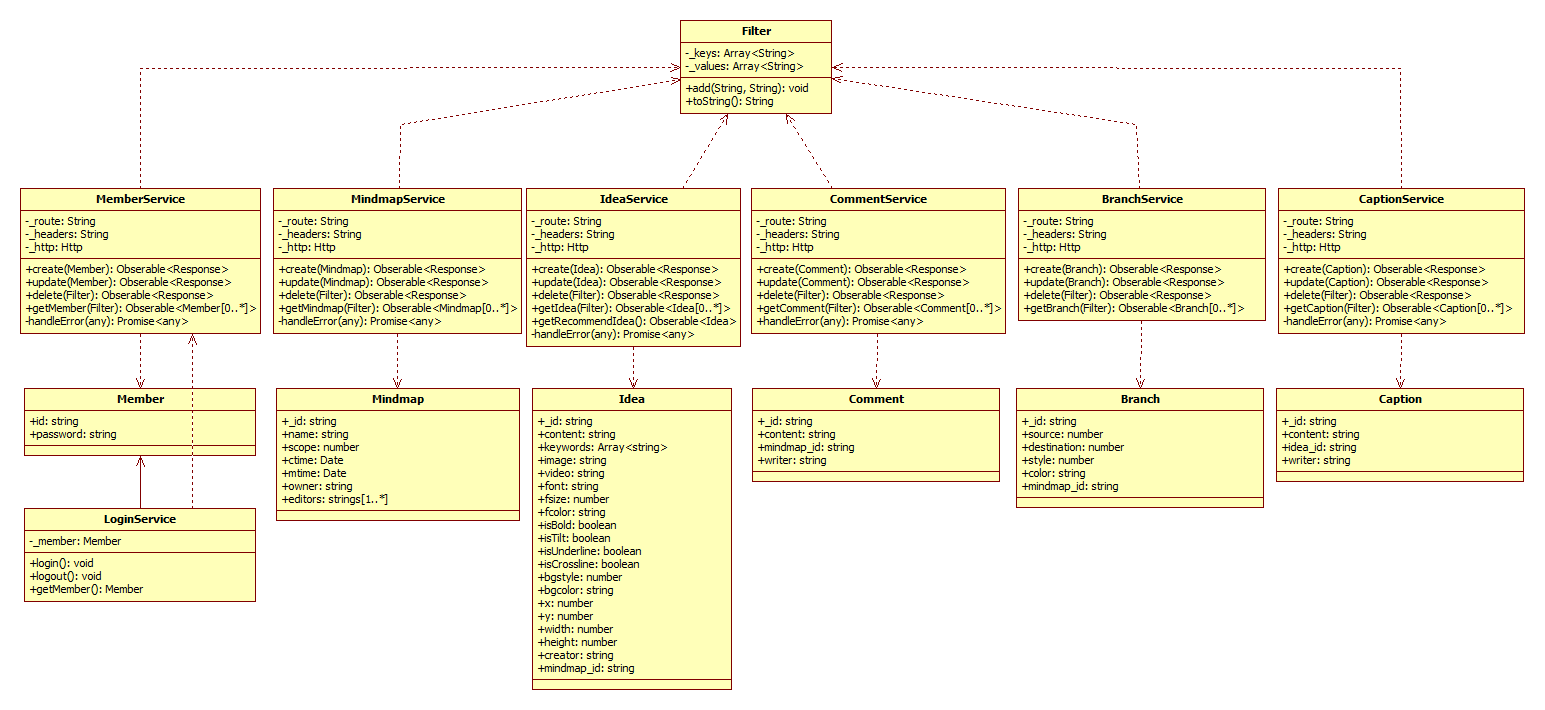 Filter
-_keys: Array<String>
-_values: Array<String>
+add(String, String): void
+toString(): String
MemberService
-_route: String
-_headers: String
-_http: Http
+create(Member): Obserable<Response>
+update(Member): Obserable<Response>
+delete(Filter): Obserable<Response>
+getMember(Filter): Obserable<Member[0..*]>
-handleError(any): Promise<any>
MindmapService
-_route: String
-_headers: String
-_http: Http
+create(Mindmap): Obserable<Response>
+update(Mindmap): Obserable<Response>
+delete(Filter): Obserable<Response>
+getMindmap(Filter): Obserable<Mindmap[0..*]>
-handleError(any): Promise<any>
IdeaService
-_route: String
-_headers: String
-_http: Http
+create(Idea): Obserable<Response>
+update(Idea): Obserable<Response>
+delete(Filter): Obserable<Response>
+getIdea(Filter): Obserable<Idea[0..*]>
+getRecommendIdea(): Obserable<Idea>
-handleError(any): Promise<any>
CommentService
-_route: String
-_headers: String
-_http: Http
+create(Comment): Obserable<Response>
+update(Comment): Obserable<Response>
+delete(Filter): Obserable<Response>
+getComment(Filter): Obserable<Comment[0..*]>
+handleError(any): Promise<any>
BranchService
-_route: String
-_headers: String
-_http: Http
+create(Branch): Obserable<Response>
+update(Branch): Obserable<Response>
+delete(Filter): Obserable<Response>
+getBranch(Filter): Obserable<Branch[0..*]>
CaptionService
-_route: String
-_headers: String
-_http: Http
+create(Caption): Obserable<Response>
+update(Caption): Obserable<Response>
+delete(Filter): Obserable<Response>
+getCaption(Filter): Obserable<Caption[0..*]>
-handleError(any): Promise<any>
Member
+id: string
+password: string
Mindmap
+_id: string
+name: string
+scope: number
+ctime: Date
+mtime: Date
+owner: string
+editors: strings[1..*]
Idea
+_id: string
+content: string
+keywords: Array<string>
+image: string
+video: string
+font: string
+fsize: number
+fcolor: string
+isBold: boolean
+isTilt: boolean
+isUnderline: boolean
+isCrossline: boolean
+bgstyle: number
+bgcolor: string
+x: number
+y: number
+width: number
+height: number
+creator: string
+mindmap_id: string
Comment
+_id: string
+content: string
+mindmap_id: string
+writer: string
Branch
+_id: string
+source: number
+destination: number
+style: number
+color: string
+mindmap_id: string
Caption
+_id: string
+content: string
+idea_id: string
+writer: string
LoginService
-_member: Member
+login(): void
+logout(): void
+getMember(): Member